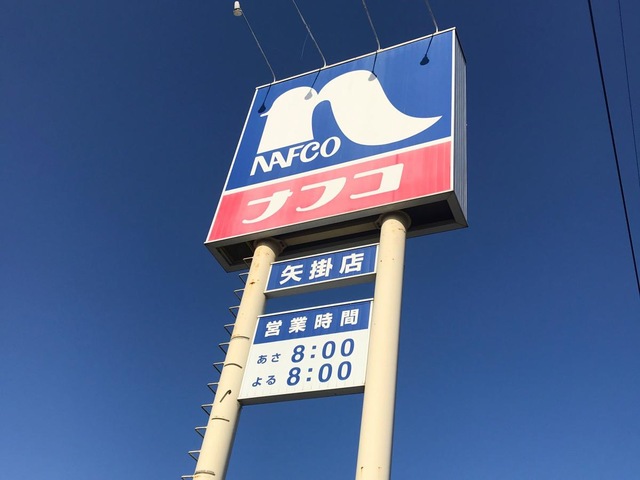 NAFCO
ナフコ
矢掛店
営業時間
あさ 8:00
よる 8:00